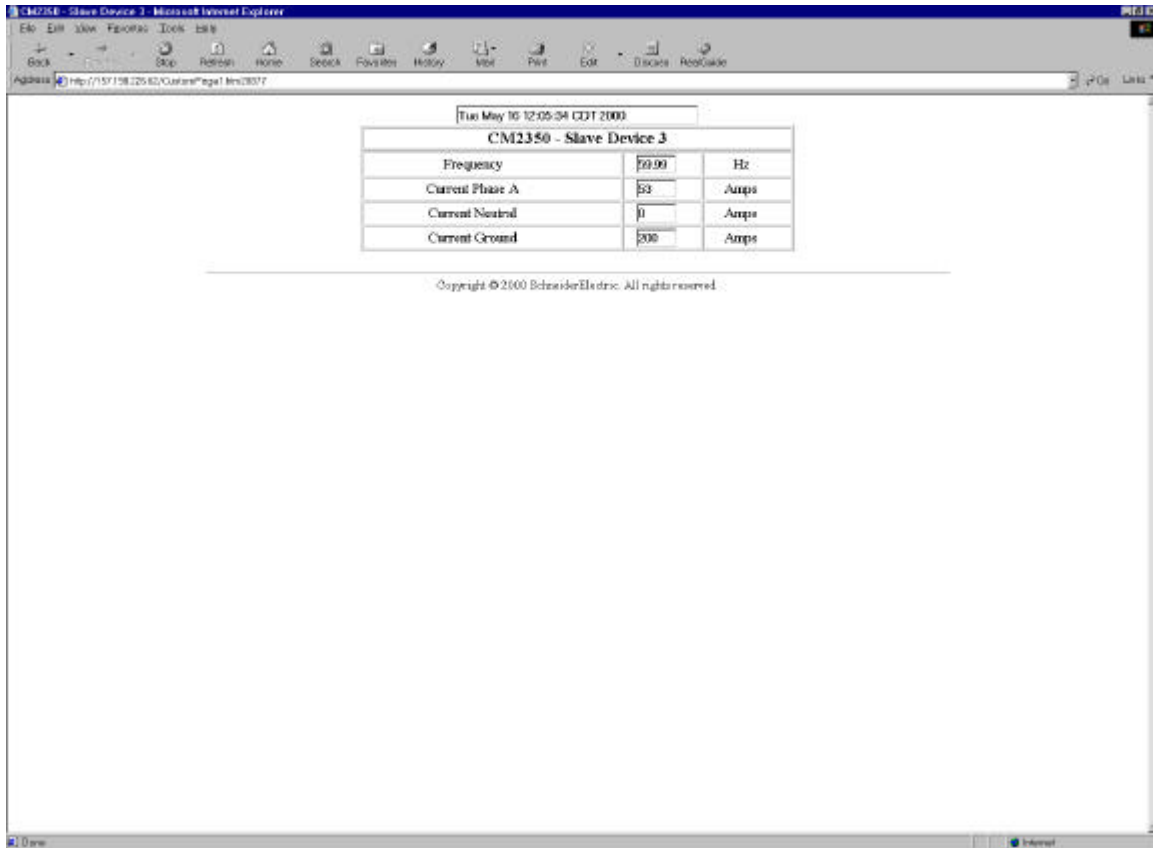 CM2350 - Slave Device 3 - Microsoft Internet Explorer
File Edit View Favorites Tools Help
Back Stop Refresh Home Search Favorites History Mail Print Edit Discuss RealGuide
Address Go Links
Tue May 16 12:05:34 CDT 2000
CM2350 - Slave Device 3
Frequency 59.99 Hz
Current Phase A 53 Amps
Current Neutral 0 Amps
Current Ground 200 Amps
Copyright © 2000 SchneiderElectric. All rights reserved
Done Internet